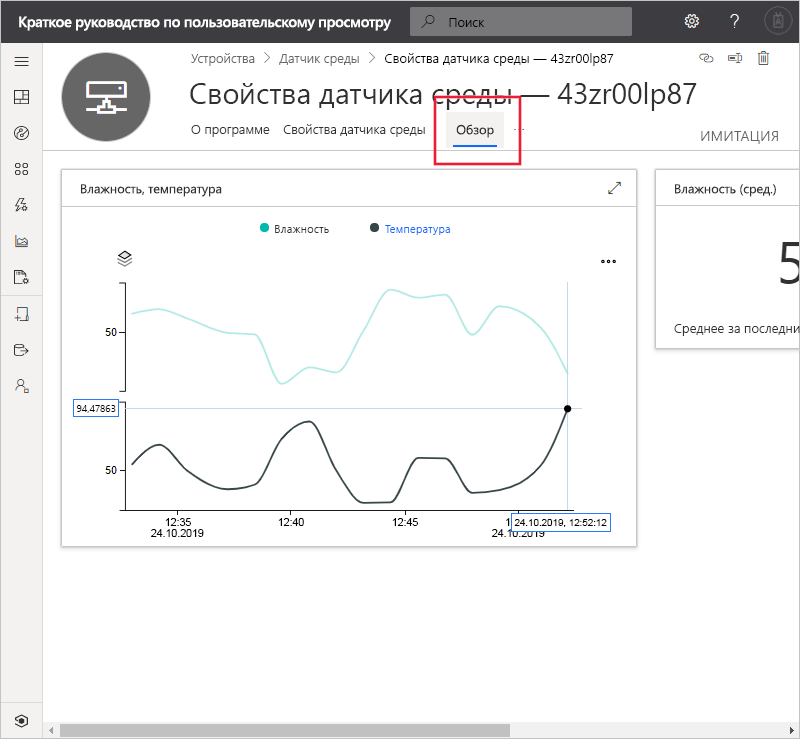 Краткое руководство по пользовательскому просмотру
Поиск
?
Устройства > Датчик среды > Свойства датчика среды — 43zr00lp87
Свойства датчика среды — 43zr00lp87
О программе Свойства датчика среды Обзор ...
ИМИТАЦИЯ
Влажность, температура
Влажность (сред.)
Влажность Температура
5
50
Среднее за последни
94,47863
50
12:35 12:40 12:45
24.10.2019
24.10.2019, 12:52:12
24.10.2019